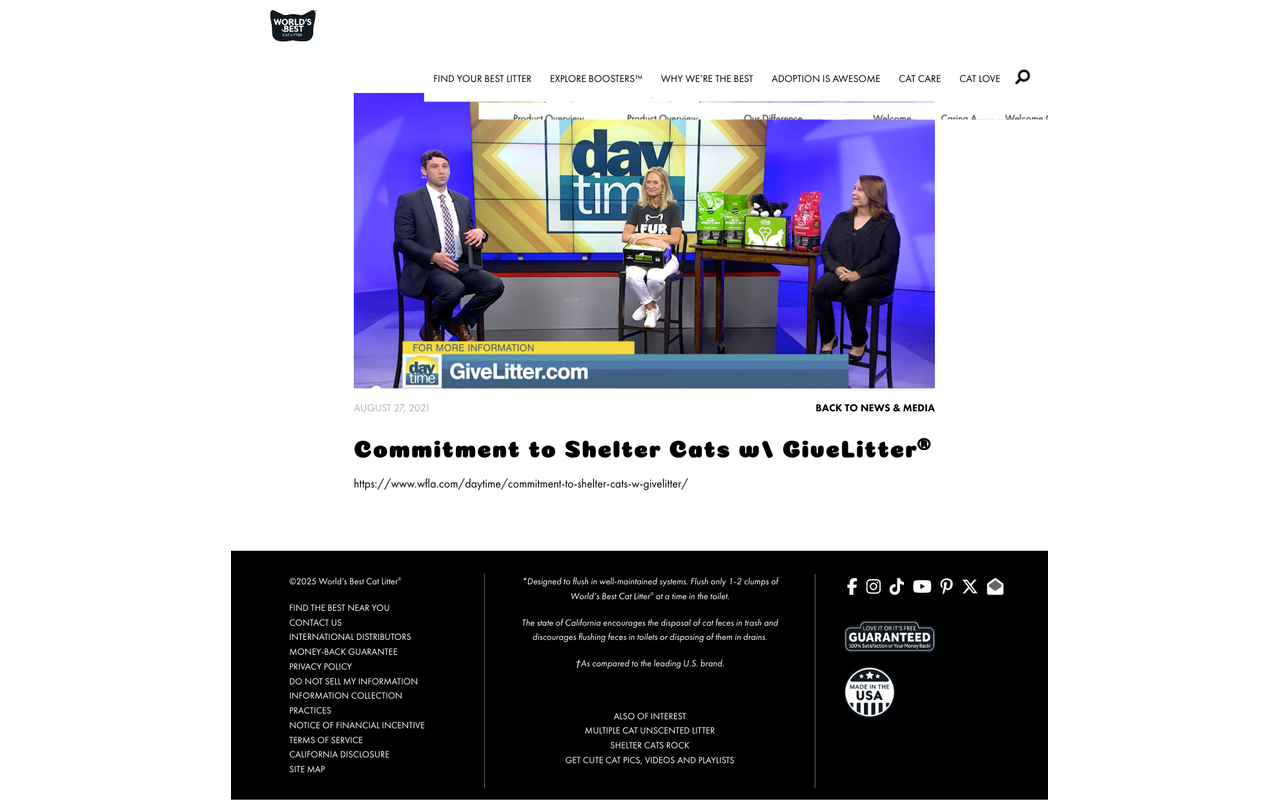 WORLD'S
BEST
CAT LITTER
FIND YOUR BEST LITTER EXPLORE BOOSTERS™ WHY WE'RE THE BEST ADOPTION IS AWESOME CAT CARE CAT LOVE
Product Overview Product Overview Our Difference Welcome Caring Welcome
day
time
FUR
FOR MORE INFORMATION
day
time
GiveLitter.com
AUGUST 27, 2021 BACK TO NEWS & MEDIA
Commitment to Shelter Cats w\ GiveLitter®
https://www.wfla.com/daytime/commitment-to-shelter-cats-w-givelitter/
©2025 World's Best Cat Litter®
FIND THE BEST NEAR YOU
CONTACT US
INTERNATIONAL DISTRIBUTORS
MONEY-BACK GUARANTEE
PRIVACY POLICY
DO NOT SELL MY INFORMATION
INFORMATION COLLECTION
PRACTICES
NOTICE OF FINANCIAL INCENTIVE
TERMS OF SERVICE
CALIFORNIA DISCLOSURE
SITE MAP
*Designed to flush in well-maintained systems. Flush only 1-2 clumps of
World's Best Cat Litter® at a time in the toilet.
The state of California encourages the disposal of cat feces in trash and
discourages flushing feces in toilets or disposing of them in drains.
†As compared to the leading U.S. brand.
ALSO OF INTEREST
MULTIPLE CAT UNSCENTED LITTER
SHELTER CATS ROCK
GET CUTE CAT PICS, VIDEOS AND PLAYLISTS
LOVE IT OR IT'S FREE
GUARANTEED
100% Satisfaction or Your Money Back!
MADE IN THE
USA